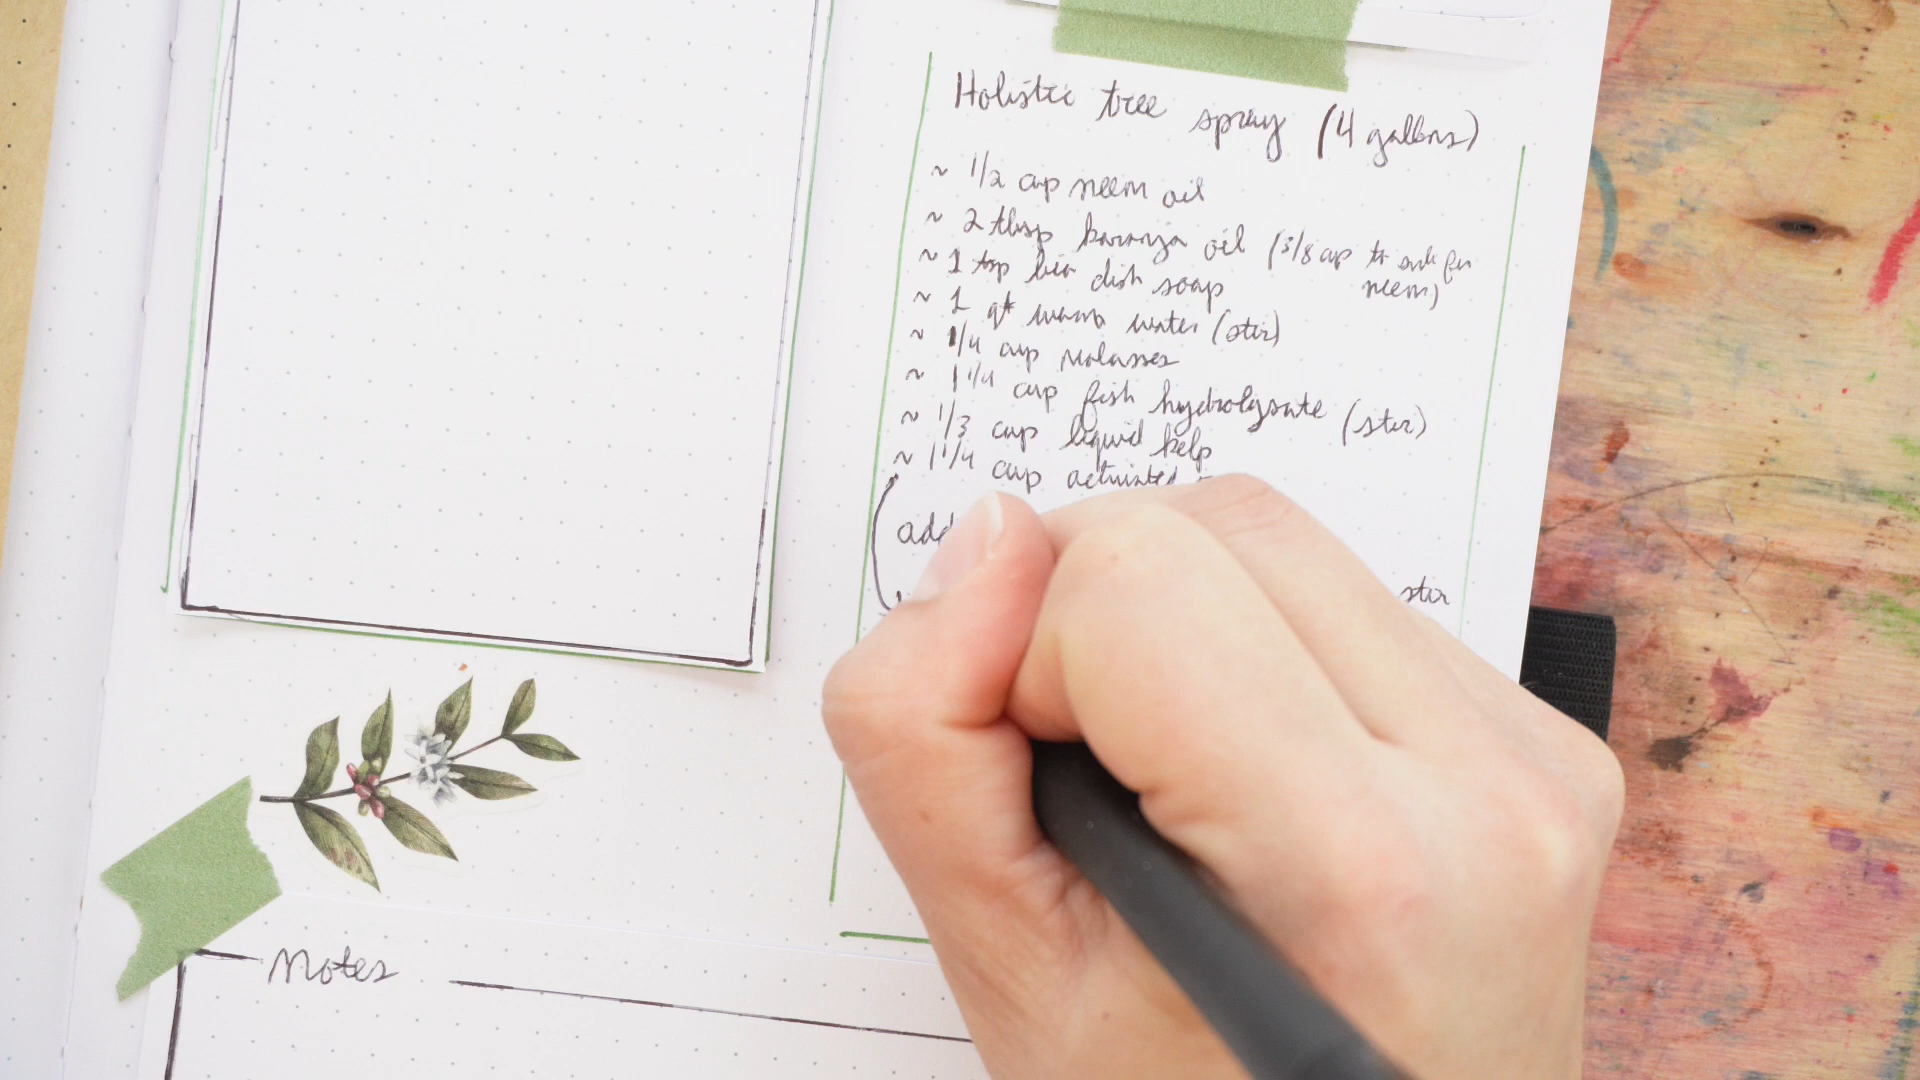 Holistic tree spray (4 gallons)
~ 1/2 cup neem oil
~ 2 tbsp karanja oil (3/8 cup to sub for
neem)
~ 1 tsp bio dish soap
~ 1 qt warm water (stir)
~ 1/4 cup molasses
~ 1 1/4 cup fish hydrolysate (stir)
~ 1/3 cup liquid kelp
~ 1 1/4 cup activated
add
stir
Notes